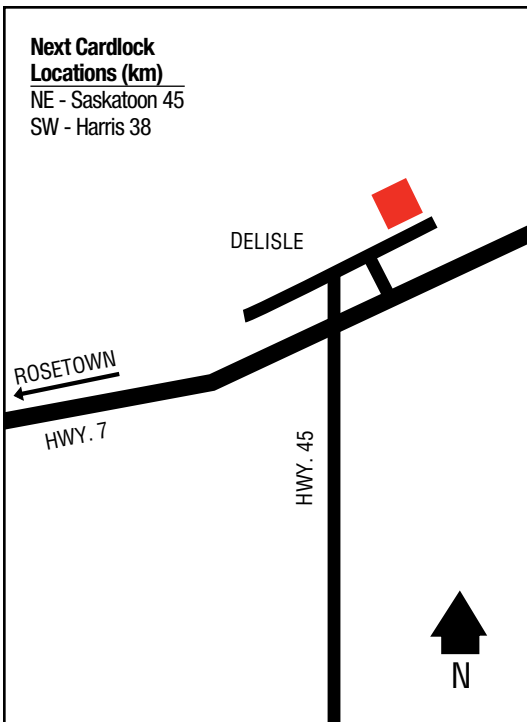 Next Cardlock
Locations (km)
NE - Saskatoon 45
SW - Harris 38
DELISLE
ROSETOWN
HWY. 7
HWY. 45
N